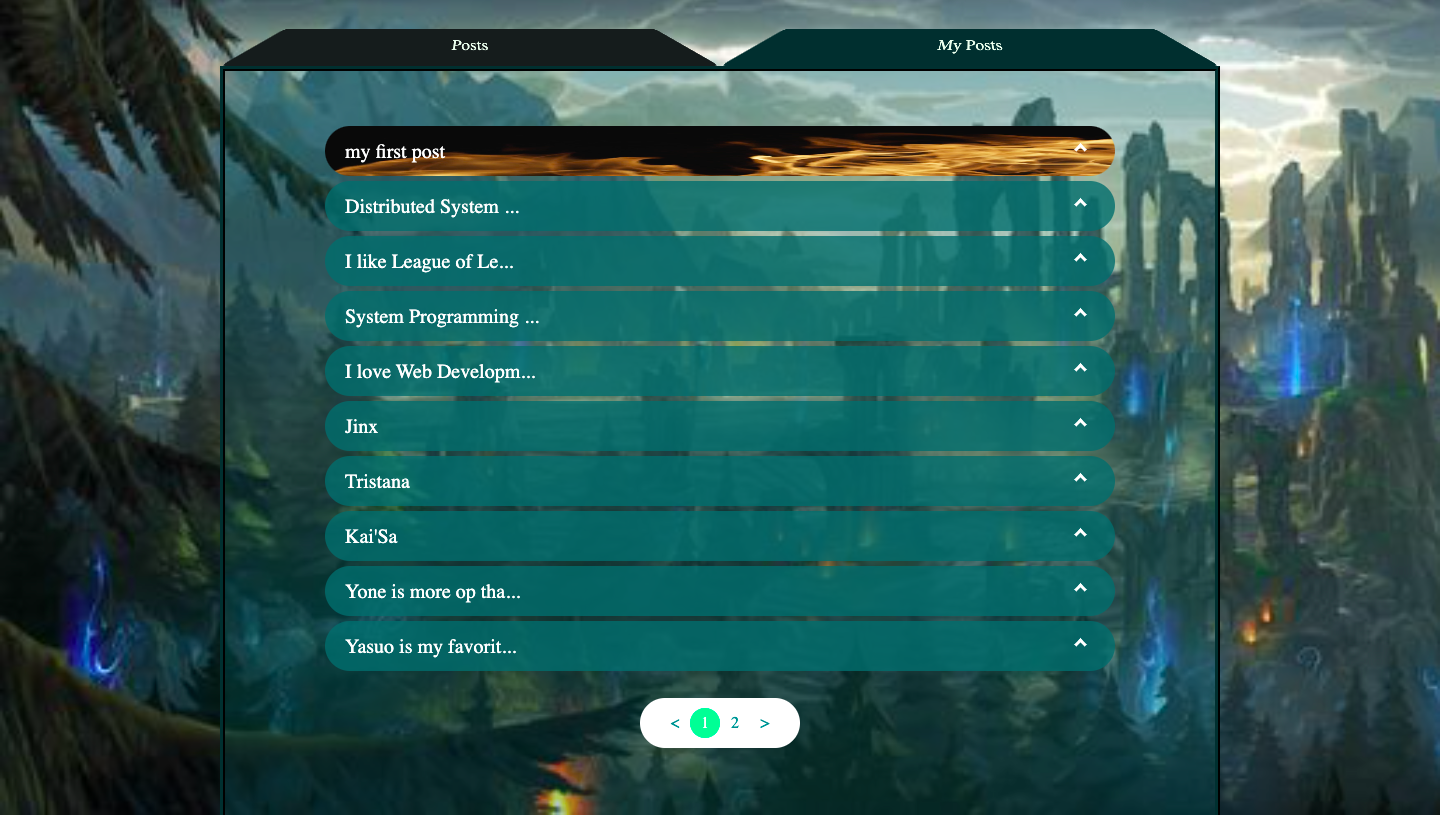 Posts
My Posts
my first post
Distributed System ...
I like League of Le...
System Programming ...
I love Web Developm...
Jinx
Tristana
Kai'Sa
Yone is more op tha...
Yasuo is my favorit...
< 1 2 >